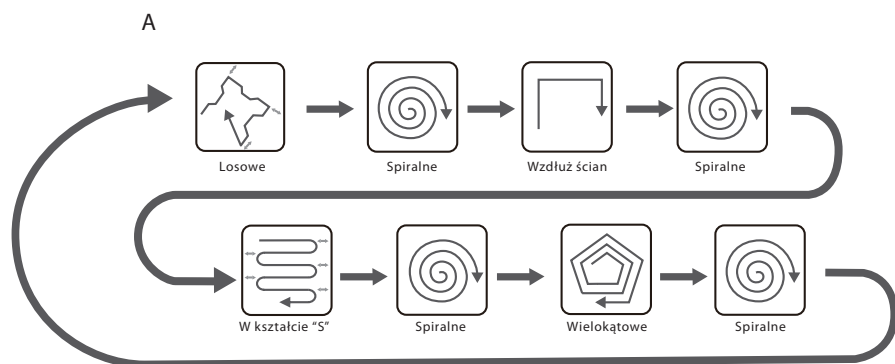 A
Losowe
Spiralne
Wzdłuż ścian
Spiralne
W kształcie “S”
Spiralne
Wielokątowe
Spiralne